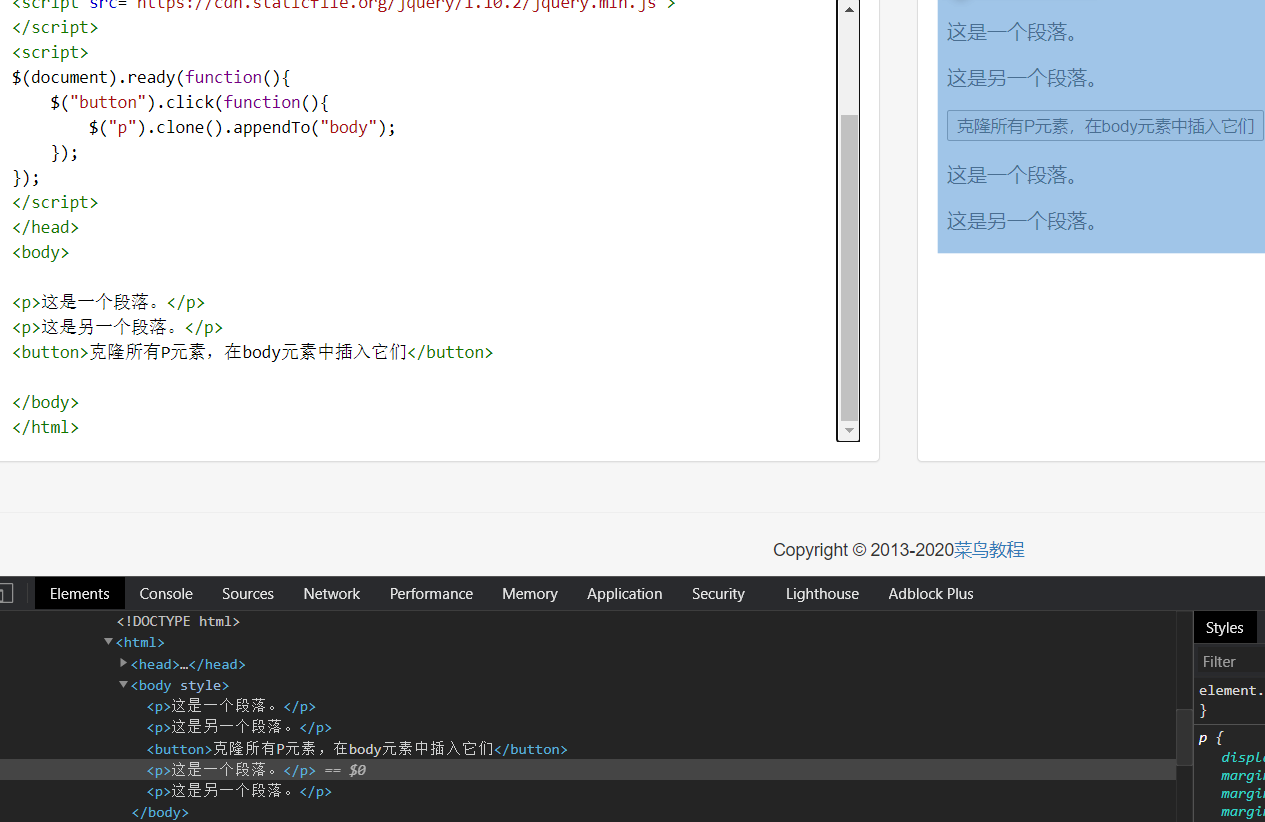 <script src="https://cdn.staticfile.org/jquery/1.10.2/jquery.min.js">
</script>
<script>
$(document).ready(function(){
    $("button").click(function(){
        $("p").clone().appendTo("body");
    });
});
</script>
</head>
<body>
<p>这是一个段落。</p>
<p>这是另一个段落。</p>
<button>克隆所有P元素，在body元素中插入它们</button>
</body>
</html>
这是一个段落。
这是另一个段落。
克隆所有P元素，在body元素中插入它们
这是一个段落。
这是另一个段落。
Copyright © 2013-2020菜鸟教程
Elements Console Sources Network Performance Memory Application Security Lighthouse Adblock Plus
<!DOCTYPE html>
<html>
<head>…</head>
<body style>
<p>这是一个段落。</p>
<p>这是另一个段落。</p>
<button>克隆所有P元素，在body元素中插入它们</button>
<p>这是一个段落。</p> == $0
<p>这是另一个段落。</p>
</body>
Styles
Filter
element.
}
p {
displ
margi
margi
margi